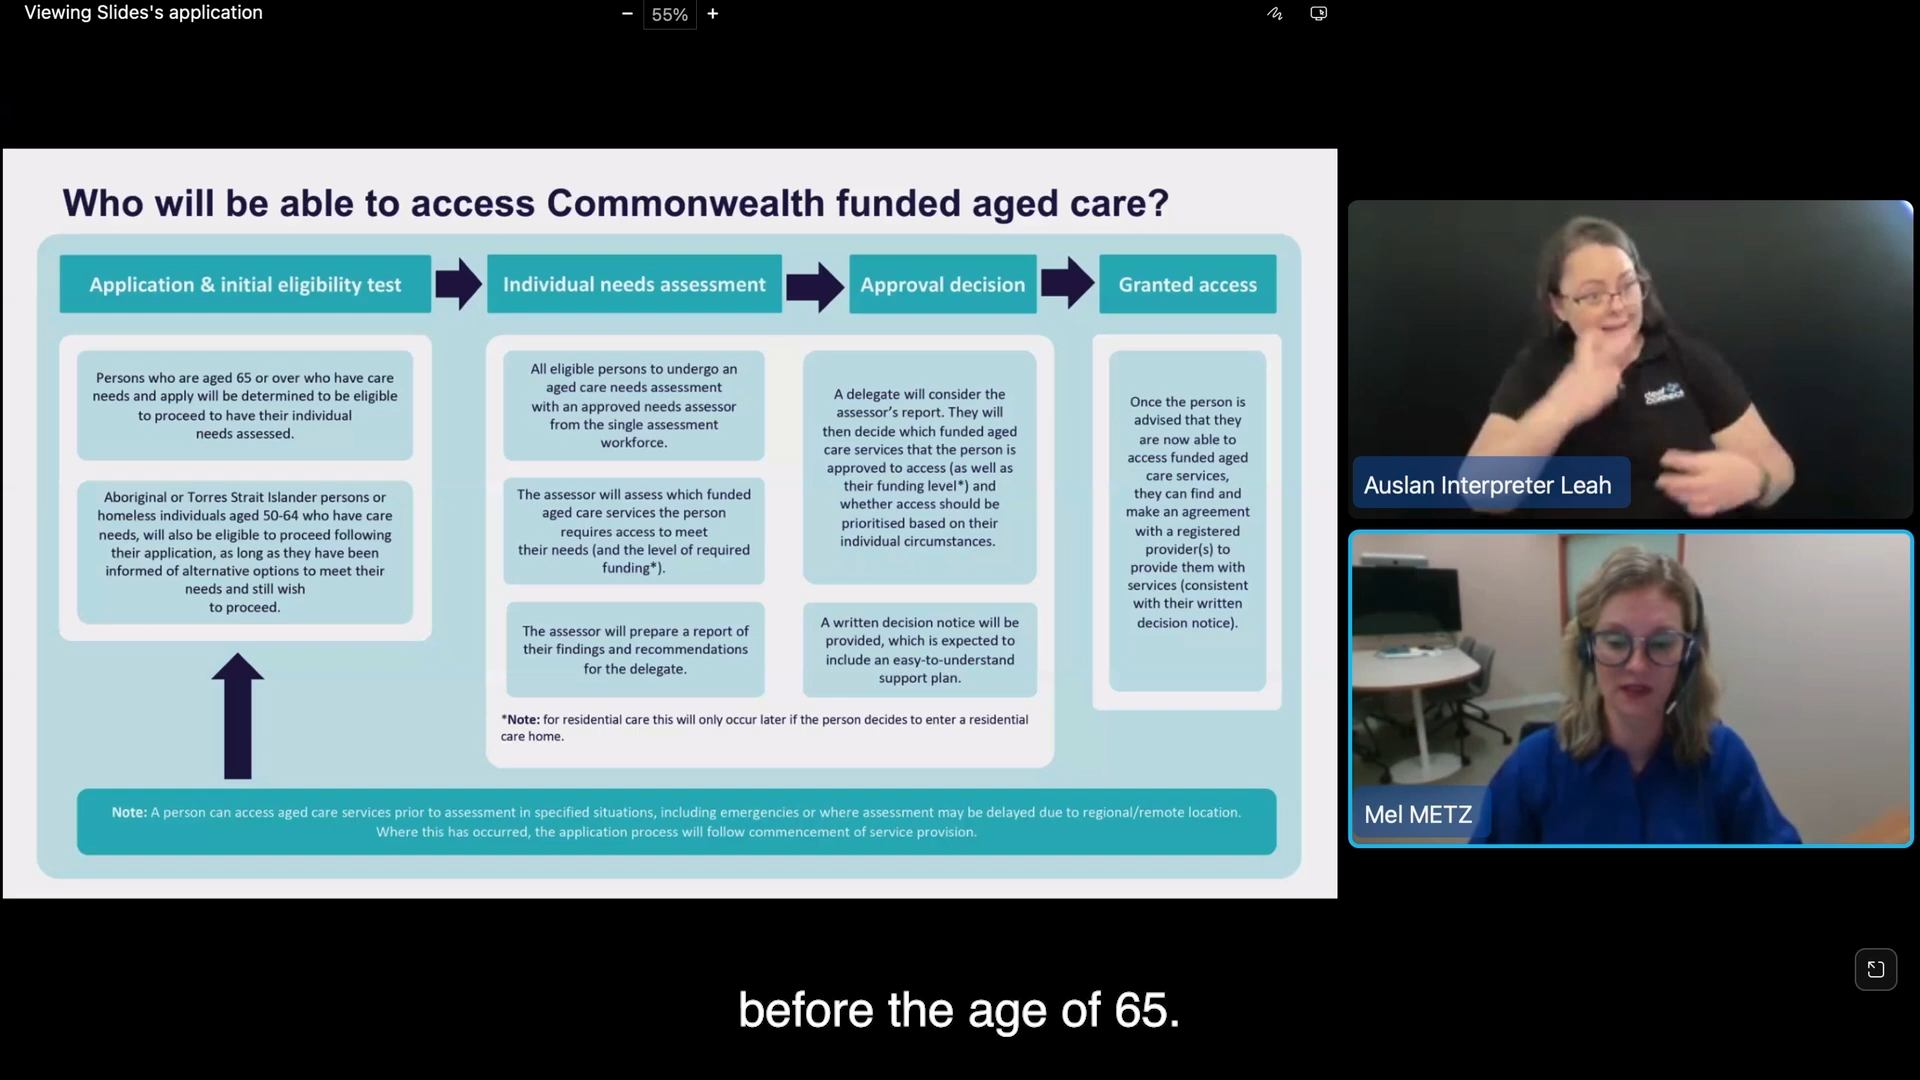 Viewing Slides's application
55%
Who will be able to access Commonwealth funded aged care?
Application & initial eligibility test
Individual needs assessment
Approval decision
Granted access
Persons who are aged 65 or over who have care
needs and apply will be determined to be eligible
to proceed to have their individual
needs assessed.
Aboriginal or Torres Strait Islander persons or
homeless individuals aged 50-64 who have care
needs, will also be eligible to proceed following
their application, as long as they have been
informed of alternative options to meet their
needs and still wish
to proceed.
All eligible persons to undergo an
aged care needs assessment
with an approved needs assessor
from the single assessment
workforce.
The assessor will assess which funded
aged care services the person
requires access to meet
their needs (and the level of required
funding*).
The assessor will prepare a report of
their findings and recommendations
for the delegate.
A delegate will consider the
assessor's report. They will
then decide which funded aged
care services that the person is
approved to access (as well as
their funding level*) and
whether access should be
prioritised based on their
individual circumstances.
A written decision notice will be
provided, which is expected to
include an easy-to-understand
support plan.
*Note: for residential care this will only occur later if the person decides to enter a residential
care home.
Once the person is
advised that they
are now able to
access funded aged
care services,
they can find and
make an agreement
with a registered
provider(s) to
provide them with
services (consistent
with their written
decision notice).
Note: A person can access aged care services prior to assessment in specified situations, including emergencies or where assessment may be delayed due to regional/remote location.
Where this has occurred, the application process will follow commencement of service provision.
deaf
connect
Auslan Interpreter Leah
Mel METZ
before the age of 65.